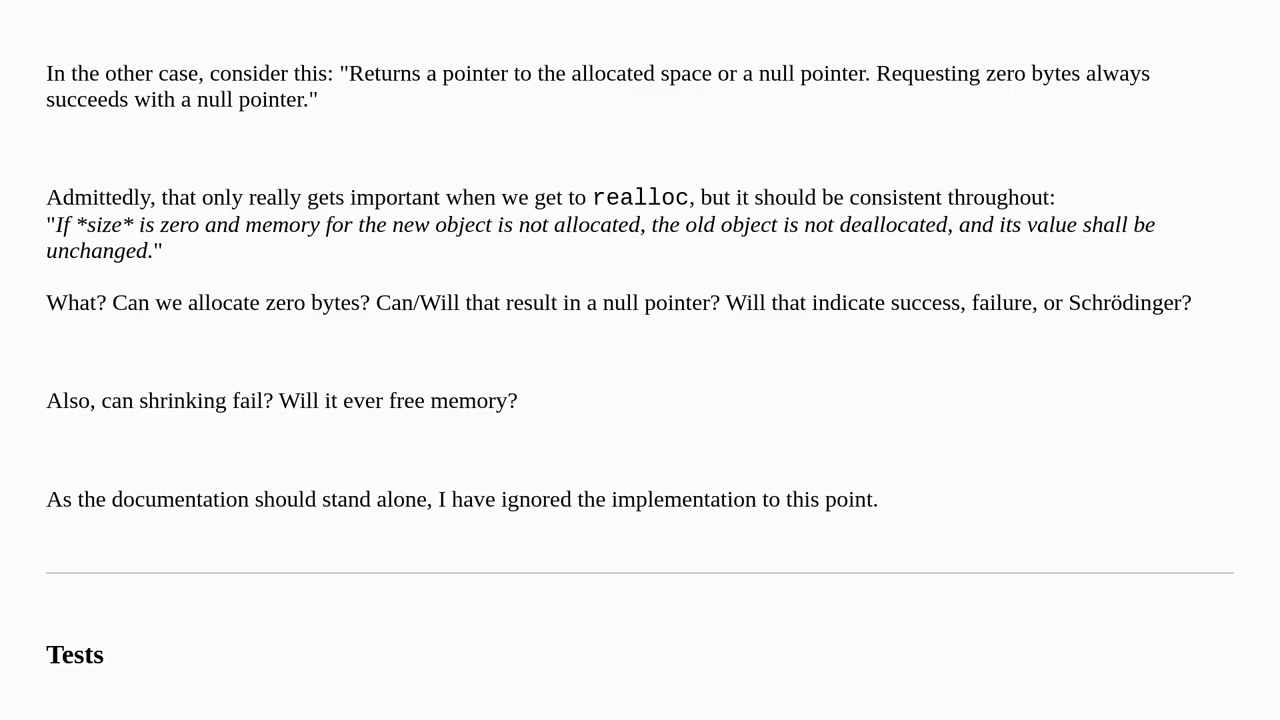 In the other case, consider this: "Returns a pointer to the allocated space or a null pointer. Requesting zero bytes always
succeeds with a null pointer."
Admittedly, that only really gets important when we get to realloc, but it should be consistent throughout:
"If *size* is zero and memory for the new object is not allocated, the old object is not deallocated, and its value shall be
unchanged."
What? Can we allocate zero bytes? Can/Will that result in a null pointer? Will that indicate success, failure, or Schrödinger?
Also, can shrinking fail? Will it ever free memory?
As the documentation should stand alone, I have ignored the implementation to this point.
Tests